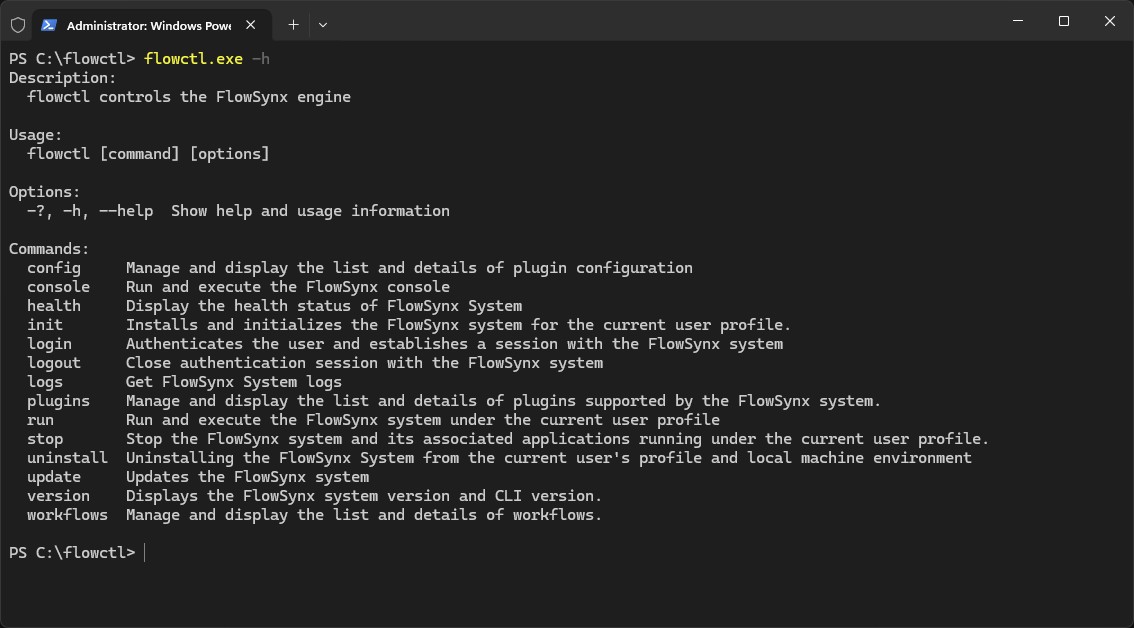 Administrator: Windows Powe
PS C:\flowctl> flowctl.exe -h
Description:
  flowctl controls the FlowSynx engine

Usage:
  flowctl [command] [options]

Options:
  -?, -h, --help  Show help and usage information

Commands:
  config     Manage and display the list and details of plugin configuration
  console    Run and execute the FlowSynx console
  health     Display the health status of FlowSynx System
  init       Installs and initializes the FlowSynx system for the current user profile.
  login      Authenticates the user and establishes a session with the FlowSynx system
  logout     Close authentication session with the FlowSynx system
  logs       Get FlowSynx System logs
  plugins    Manage and display the list and details of plugins supported by the FlowSynx system.
  run        Run and execute the FlowSynx system under the current user profile
  stop       Stop the FlowSynx system and its associated applications running under the current user profile.
  uninstall  Uninstalling the FlowSynx System from the current user's profile and local machine environment
  update     Updates the FlowSynx system
  version    Displays the FlowSynx system version and CLI version.
  workflows  Manage and display the list and details of workflows.

PS C:\flowctl>